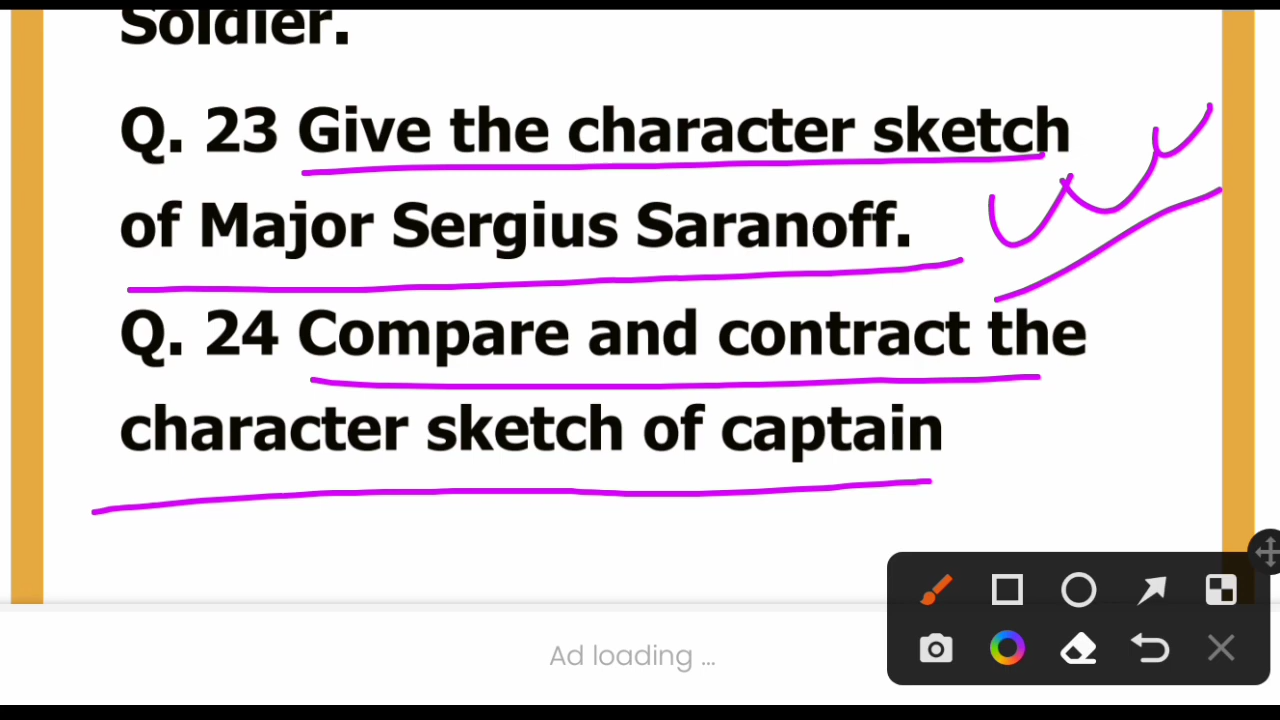 Soldier.
Q. 23 Give the character sketch
of Major Sergius Saranoff.
Q. 24 Compare and contract the
character sketch of captain
Ad loading ...